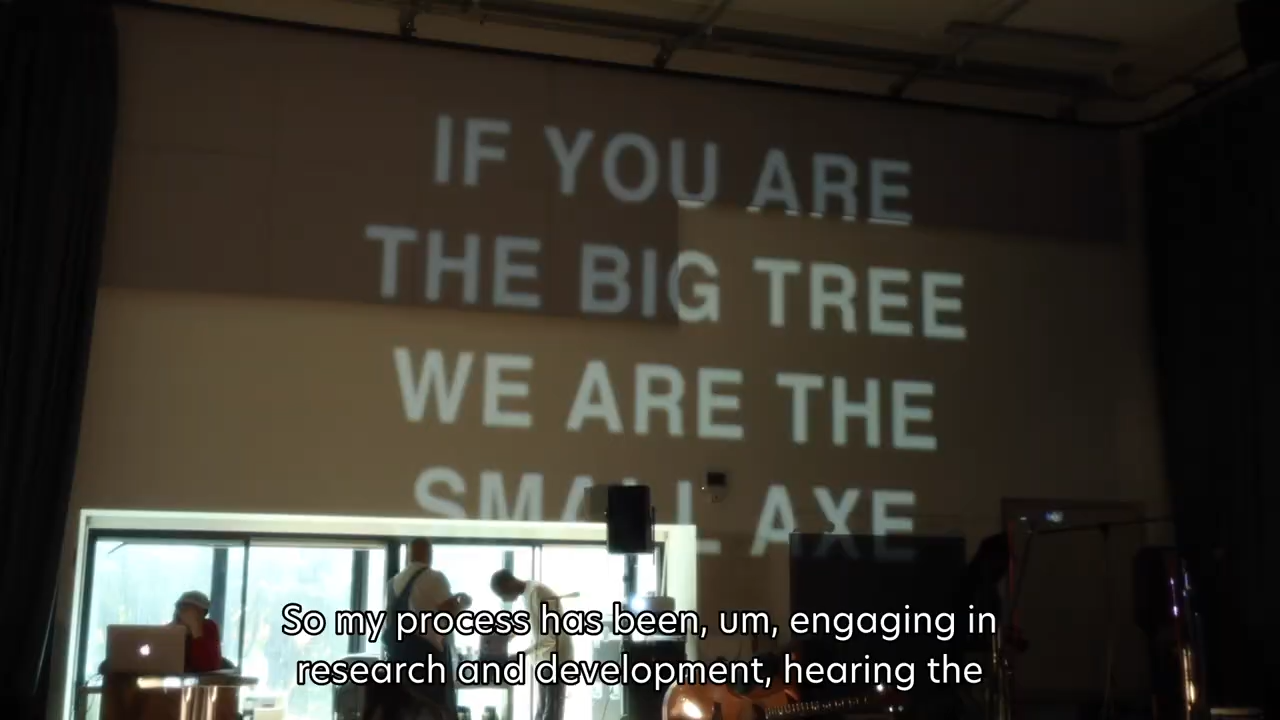 IF YOU ARE
THE BIG TREE
WE ARE THE
SMALL AXE
So my process has been, um, engaging in
research and development, hearing the